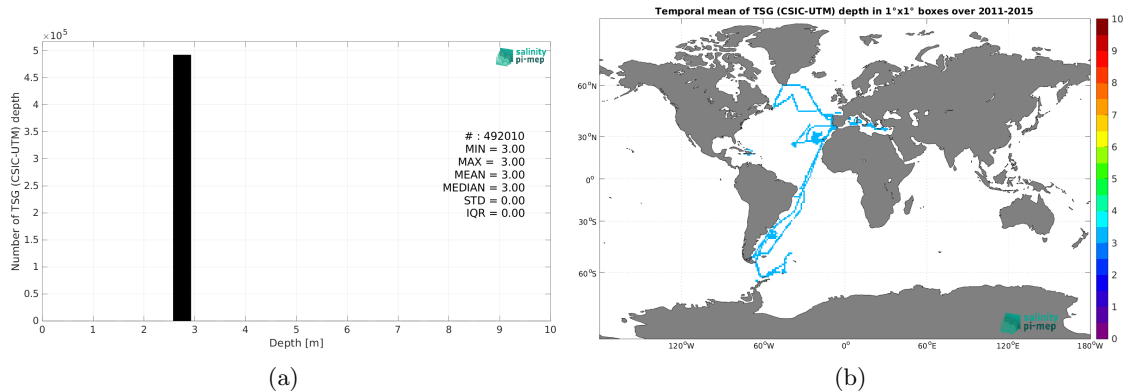 ×10⁵
5
4.5
4
3.5
3
2.5
2
1.5
1
0.5
0
Number of TSG (CSIC-UTM) depth
salinity
pi-mep
# : 492010
MIN = 3.00
MAX = 3.00
MEAN = 3.00
MEDIAN = 3.00
STD = 0.00
IQR = 0.00
0 1 2 3 4 5 6 7 8 9 10
Depth [m]
(a)
Temporal mean of TSG (CSIC-UTM) depth in 1°x1° boxes over 2011-2015
60°N
30°N
0°
30°S
60°S
120°W 60°W 0° 60°E 120°E 180°W
salinity
pi-mep
10
9
8
7
6
5
4
3
2
1
0
(b)